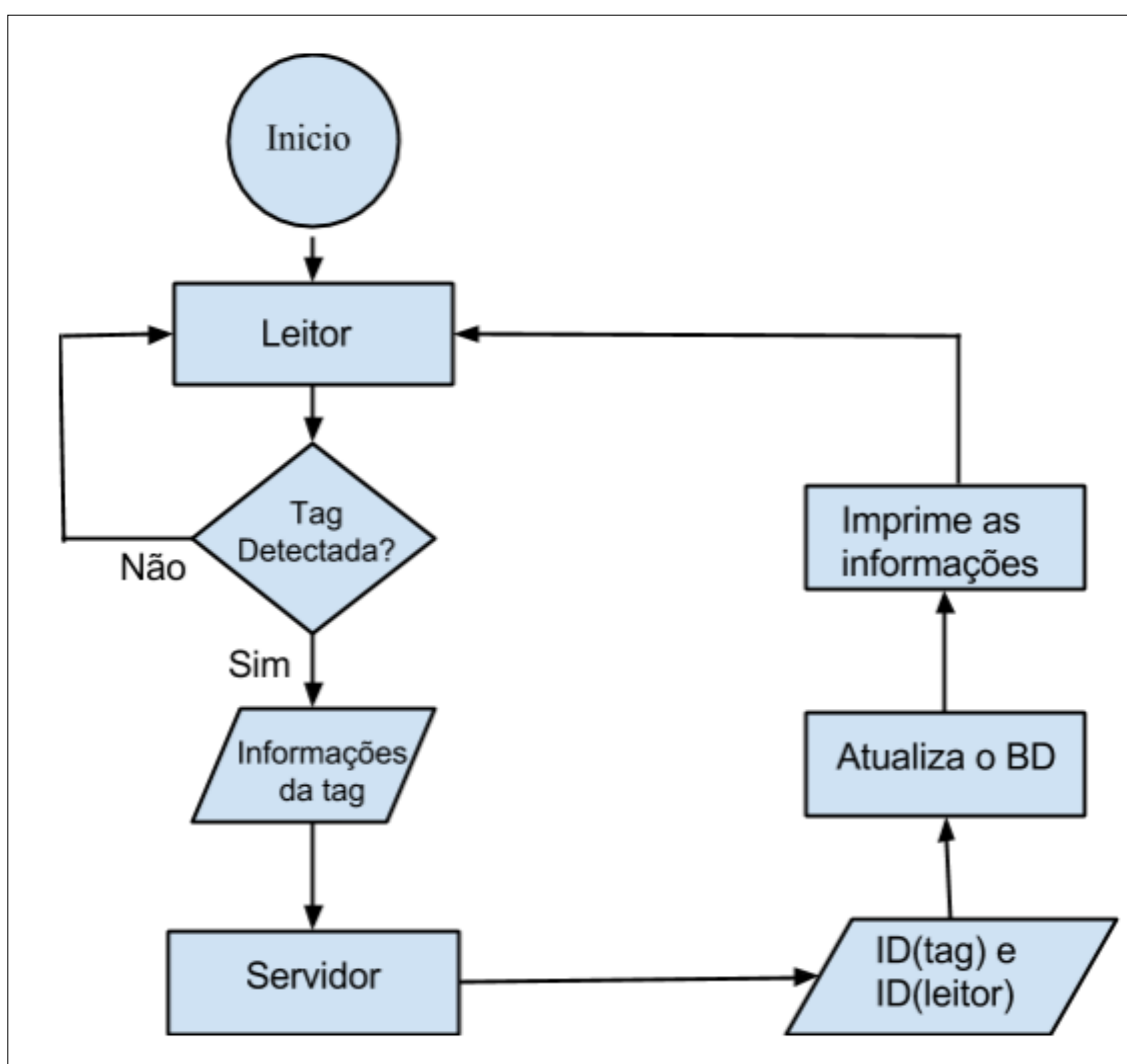 Inicio
Leitor
Tag
Detectada?
Não
Sim
Informações
da tag
Servidor
ID(tag) e
ID(leitor)
Atualiza o BD
Imprime as
informações